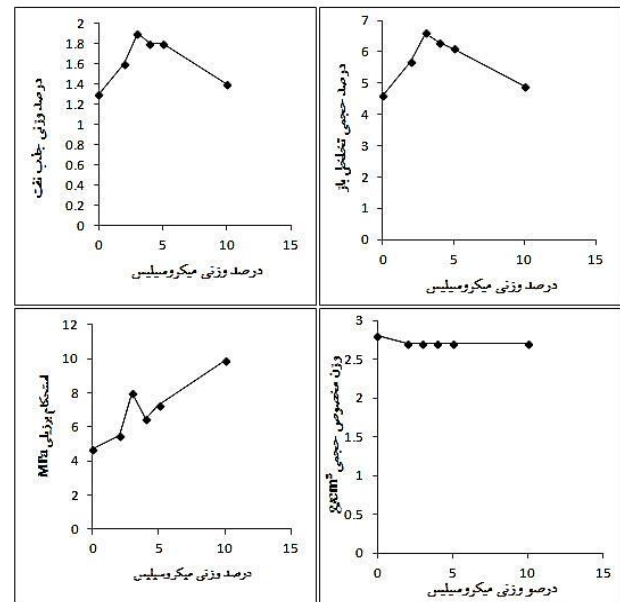 درصد وزنی جذب نفت
2
1.8
1.6
1.4
1.2
1
0.8
0.6
0.4
0.2
0
0 5 10 15
درصد وزنی میکروسیلیس
درصد حجمی تخلخل باز
7
6
5
4
3
2
1
0
0 5 10 15
درصد وزنی میکروسیلیس
استحکام برزیلی MPa
12
10
8
6
4
2
0
0 5 10 15
درصد وزنی میکروسیلیس
وزن مخصوص حجمی g/cm³
3
2.5
2
1.5
1
0.5
0
0 5 10 15
درصو وزنی میکروسیلیس